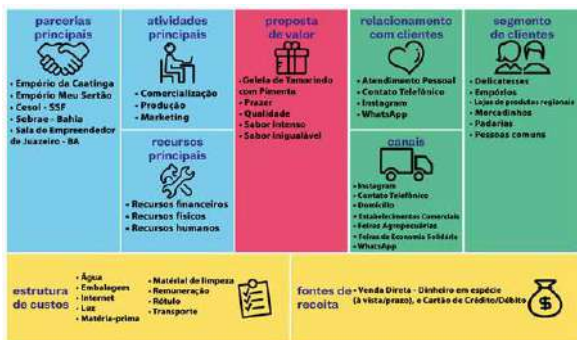 parcerias
principais
• Empório da Caatinga
• Empório Meu Sertão
• Cesol - SSF
• Sebrae - Bahia
• Sala do Empreendedor
de Juazeiro - BA
atividades
principais
• Comercialização
• Produção
• Marketing
recursos
principais
• Recursos financeiros
• Recursos físicos
• Recursos humanos
proposta
de valor
• Geleia de Tamarindo
com Pimenta
• Prazer
• Qualidade
• Sabor intenso
• Sabor inigualável
relacionamento
com clientes
• Atendimento Pessoal
• Contato Telefônico
• Instagram
• WhatsApp
canais
• Instagram
• Contato Telefônico
• Domicílio
• Estabelecimentos Comerciais
• Feiras Agropecuárias
• Feiras de Economia Solidária
• WhatsApp
segmento
de clientes
• Delicatesses
• Empórios
• Lojas de produtos regionais
• Mercadinhos
• Padarias
• Pessoas comuns
estrutura
de custos
• Água
• Embalagem
• Internet
• Luz
• Matéria-prima
• Matérial de limpeza
• Remuneração
• Rótulo
• Transporte
fontes de
receita
• Venda Direta - Dinheiro em espécie
(à vista/prazo), e Cartão de Crédito/Débito
$